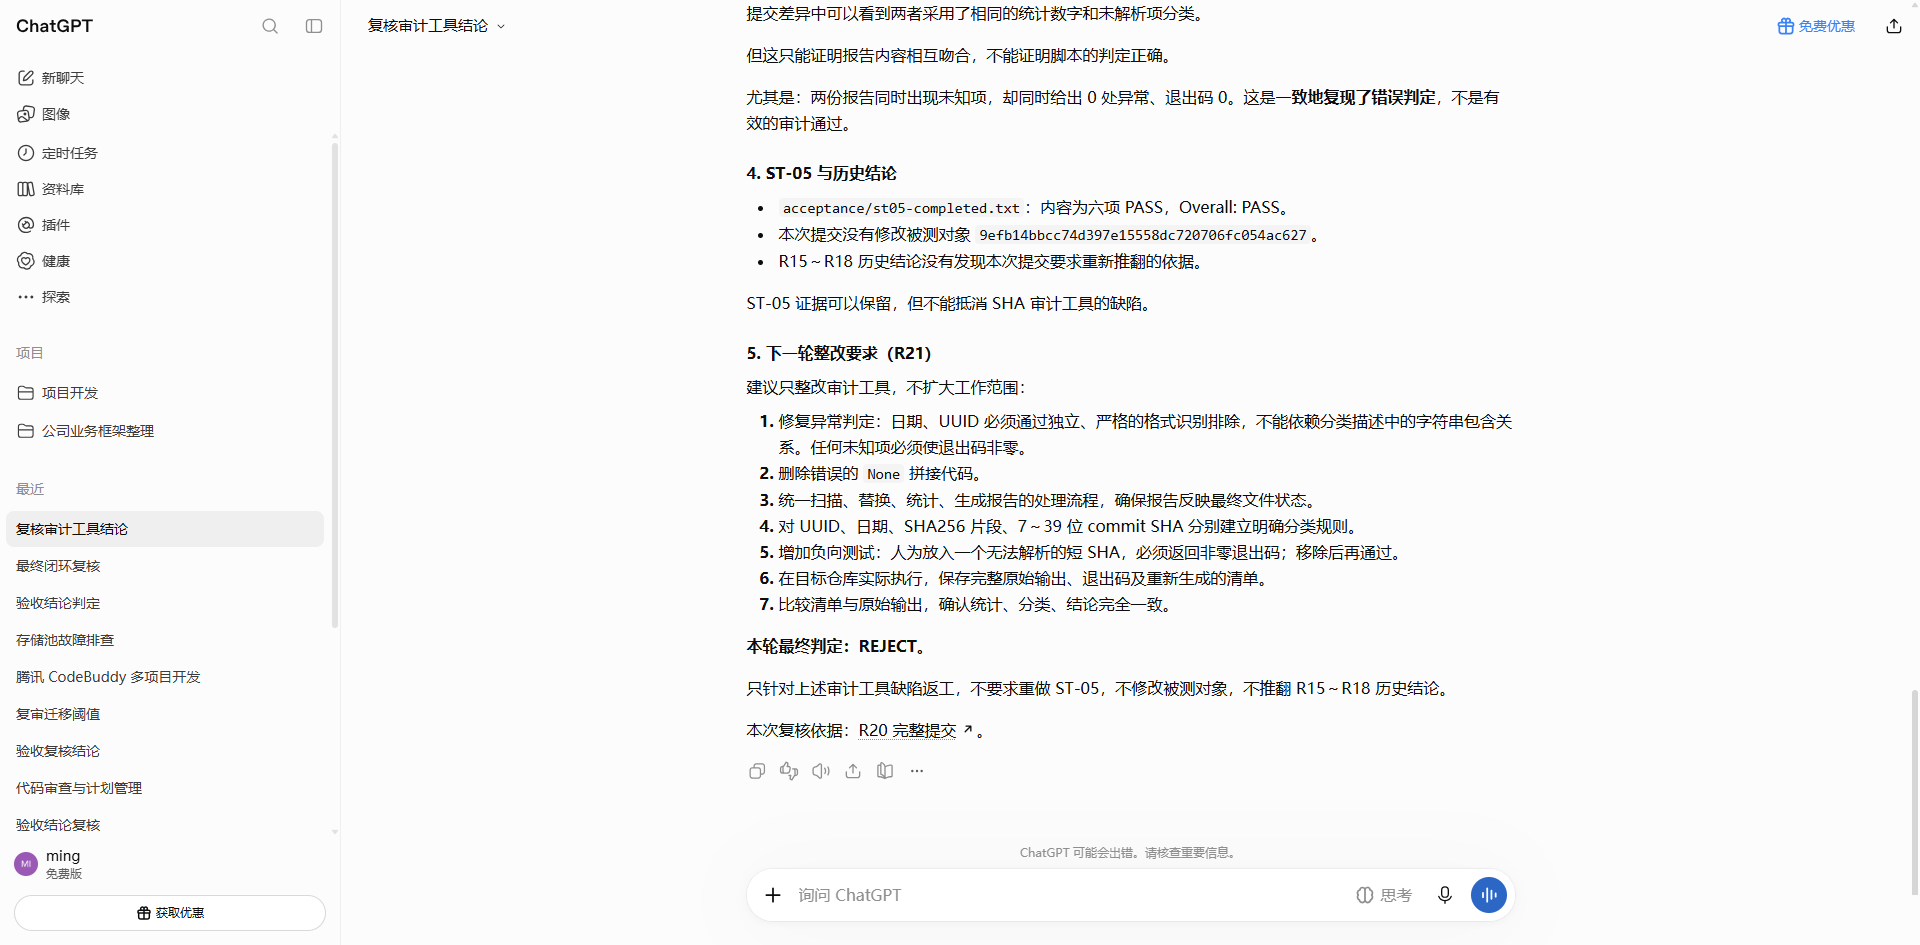 ChatGPT
新聊天
图像
定时任务
资料库
插件
健康
探索
项目
项目开发
公司业务框架整理
最近
复核审计工具结论
最终闭环复核
验收结论判定
存储池故障排查
腾讯 CodeBuddy 多项目开发
复审迁移阈值
验收复核结论
代码审查与计划管理
验收结论复核
MI
ming
免费版
获取优惠
复核审计工具结论
免费优惠
提交差异中可以看到两者采用了相同的统计数字和未解析项分类。
但这只能证明报告内容相互吻合，不能证明脚本的判定正确。
尤其是：两份报告同时出现未知项，却同时给出 0 处异常、退出码 0。这是一致地复现了错误判定，不是有
效的审计通过。
4. ST-05 与历史结论
• acceptance/st05-completed.txt：内容为六项 PASS，Overall: PASS。
• 本次提交没有修改被测对象 9efb14bbcc74d397e15558dc720706fc054ac627。
• R15～R18 历史结论没有发现本次提交要求重新推翻的依据。
ST-05 证据可以保留，但不能抵消 SHA 审计工具的缺陷。
5. 下一轮整改要求（R21）
建议只整改审计工具，不扩大工作范围：
1. 修复异常判定：日期、UUID 必须通过独立、严格的格式识别排除，不能依赖分类描述中的字符串包含关
系。任何未知项必须使退出码非零。
2. 删除错误的 None 拼接代码。
3. 统一扫描、替换、统计、生成报告的处理流程，确保报告反映最终文件状态。
4. 对 UUID、日期、SHA256 片段、7～39 位 commit SHA 分别建立明确分类规则。
5. 增加负向测试：人为放入一个无法解析的短 SHA，必须返回非零退出码；移除后再通过。
6. 在目标仓库实际执行，保存完整原始输出、退出码及重新生成的清单。
7. 比较清单与原始输出，确认统计、分类、结论完全一致。
本轮最终判定：REJECT。
只针对上述审计工具缺陷返工，不要求重做 ST-05，不修改被测对象，不推翻 R15～R18 历史结论。
本次复核依据：R20 完整提交 ↗。
ChatGPT 可能会出错。请核查重要信息。
询问 ChatGPT
思考